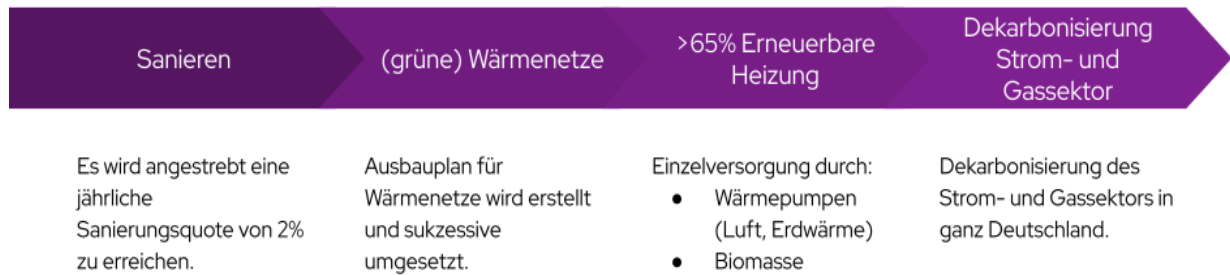 Sanieren
(grüne) Wärmenetze
>65% Erneuerbare
Heizung
Dekarbonisierung
Strom- und
Gassektor
Es wird angestrebt eine
jährliche
Sanierungsquote von 2%
zu erreichen.
Ausbauplan für
Wärmenetze wird erstellt
und sukzessive
umgesetzt.
Einzelversorgung durch:
● Wärmepumpen
(Luft, Erdwärme)
● Biomasse
Dekarbonisierung des
Strom- und Gassektors in
ganz Deutschland.